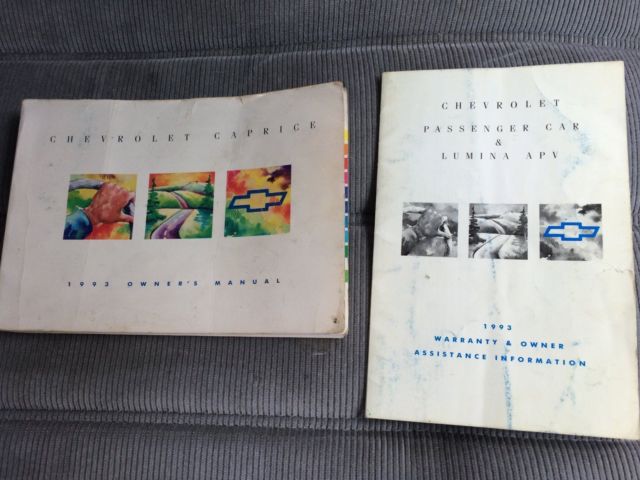 CHEVROLET CAPRICE
1993 OWNER'S MANUAL
CHEVROLET
PASSENGER CAR
&
LUMINA APV
1993
WARRANTY & OWNER
ASSISTANCE INFORMATION